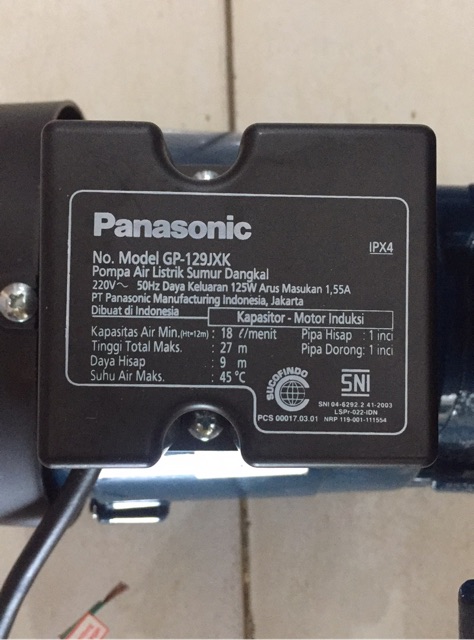 Panasonic
IPX4
No. Model GP-129JXK
Pompa Air Listrik Sumur Dangkal
220V~ 50Hz Daya Keluaran 125W Arus Masukan 1,55A
PT Panasonic Manufacturing Indonesia, Jakarta
Dibuat di Indonesia
Kapasitor - Motor Induksi
Kapasitas Air Min.(Ht=12m) : 18 ℓ/menit Pipa Hisap : 1 inci
Tinggi Total Maks. : 27 m Pipa Dorong: 1 inci
Daya Hisap : 9 m
Suhu Air Maks. : 45 °C
SUCOFINDO
SNI
PCS 00017.03.01
SNI 04-6292.2.41-2003
LSPr-022-IDN
NRP 119-001-111554